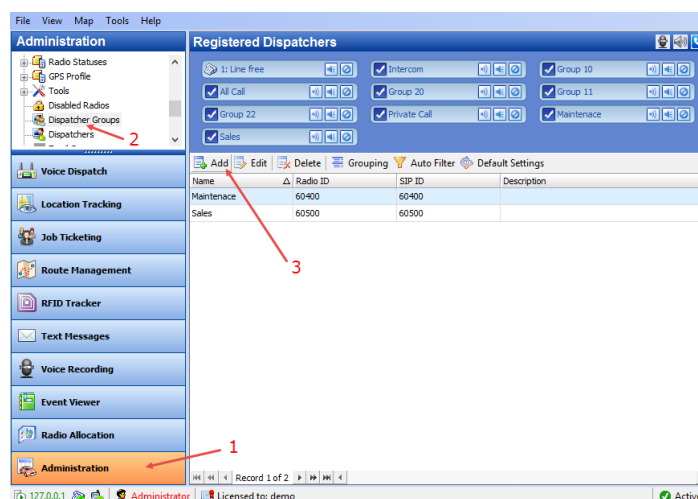 File View Map Tools Help
Administration
Registered Dispatchers
Radio Statuses
GPS Profile
Tools
Disabled Radios
Dispatcher Groups
Dispatchers
2
1: Line free
Intercom
Group 10
All Call
Group 20
Group 11
Group 22
Private Call
Maintenace
Sales
Add Edit Delete Grouping Auto Filter Default Settings
Name Radio ID SIP ID Description
Maintenace 60400 60400
Sales 60500 60500
3
Voice Dispatch
Location Tracking
Job Ticketing
Route Management
RFID Tracker
Text Messages
Voice Recording
Event Viewer
Radio Allocation
Administration
1
Record 1 of 2
127.0.0.1 Administrator Licensed to: demo